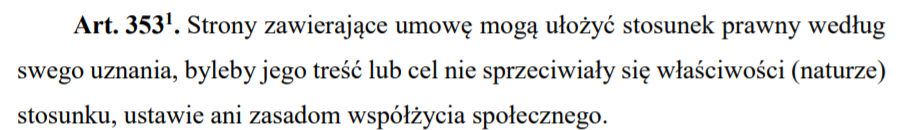 Art. 353¹. Strony zawierające umowę mogą ułożyć stosunek prawny według
swego uznania, byleby jego treść lub cel nie sprzeciwiały się właściwości (naturze)
stosunku, ustawie ani zasadom współżycia społecznego.